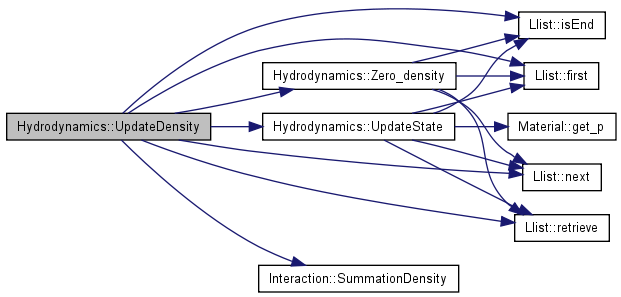 Llist::isEnd
Hydrodynamics::Zero_density
Llist::first
Hydrodynamics::UpdateDensity
Hydrodynamics::UpdateState
Material::get_p
Llist::next
Llist::retrieve
Interaction::SummationDensity